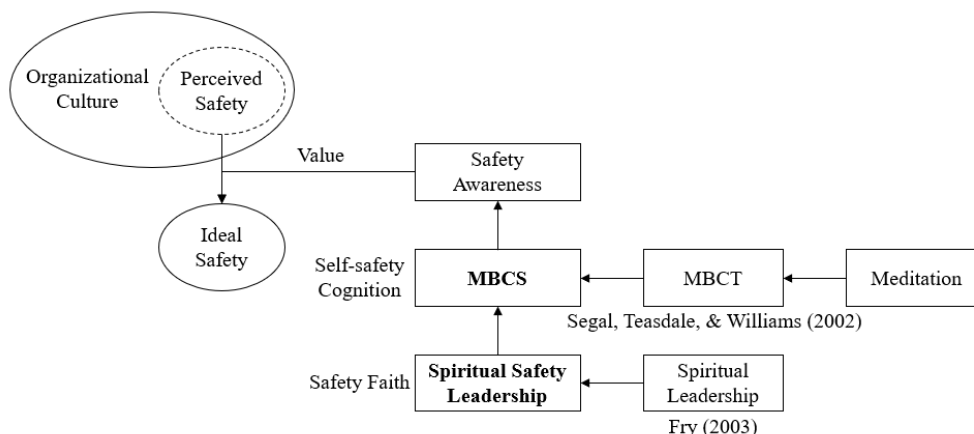 Organizational
Culture
Perceived
Safety
Value
Safety
Awareness
Ideal
Safety
Self-safety
Cognition
MBCS
MBCT
Meditation
Segal, Teasdale, & Williams (2002)
Safety Faith
Spiritual Safety
Leadership
Spiritual
Leadership
Fry (2003)